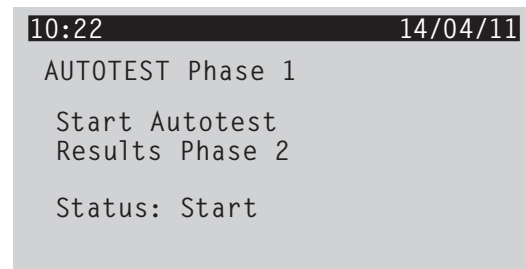 10:22 14/04/11
AUTOTEST Phase 1
Start Autotest
Results Phase 2
Status: Start